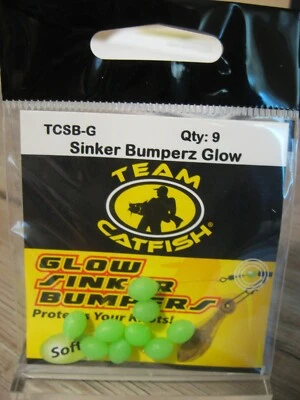 TCSB-G Qty: 9
Sinker Bumperz Glow
TEAM
CATFISH®
GLOW
SINKER
BUMPERS
Protects Your Knots!
Soft